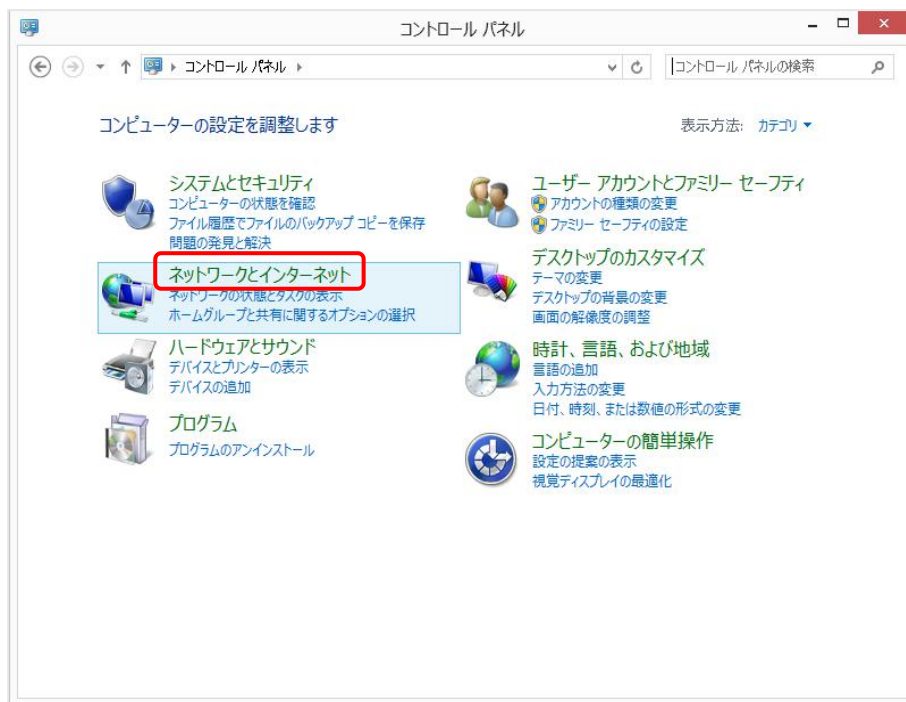 コントロール パネル
コントロール パネル
コントロール パネルの検索
コンピューターの設定を調整します
表示方法: カテゴリ
システムとセキュリティ
コンピューターの状態を確認
ファイル履歴でファイルのバックアップ コピーを保存
問題の発見と解決
ネットワークとインターネット
ネットワークの状態とタスクの表示
ホームグループと共有に関するオプションの選択
ハードウェアとサウンド
デバイスとプリンターの表示
デバイスの追加
プログラム
プログラムのアンインストール
ユーザー アカウントとファミリー セーフティ
アカウントの種類の変更
ファミリー セーフティの設定
デスクトップのカスタマイズ
テーマの変更
デスクトップの背景の変更
画面の解像度の調整
時計、言語、および地域
言語の追加
入力方法の変更
日付、時刻、または数値の形式の変更
コンピューターの簡単操作
設定の提案の表示
視覚ディスプレイの最適化